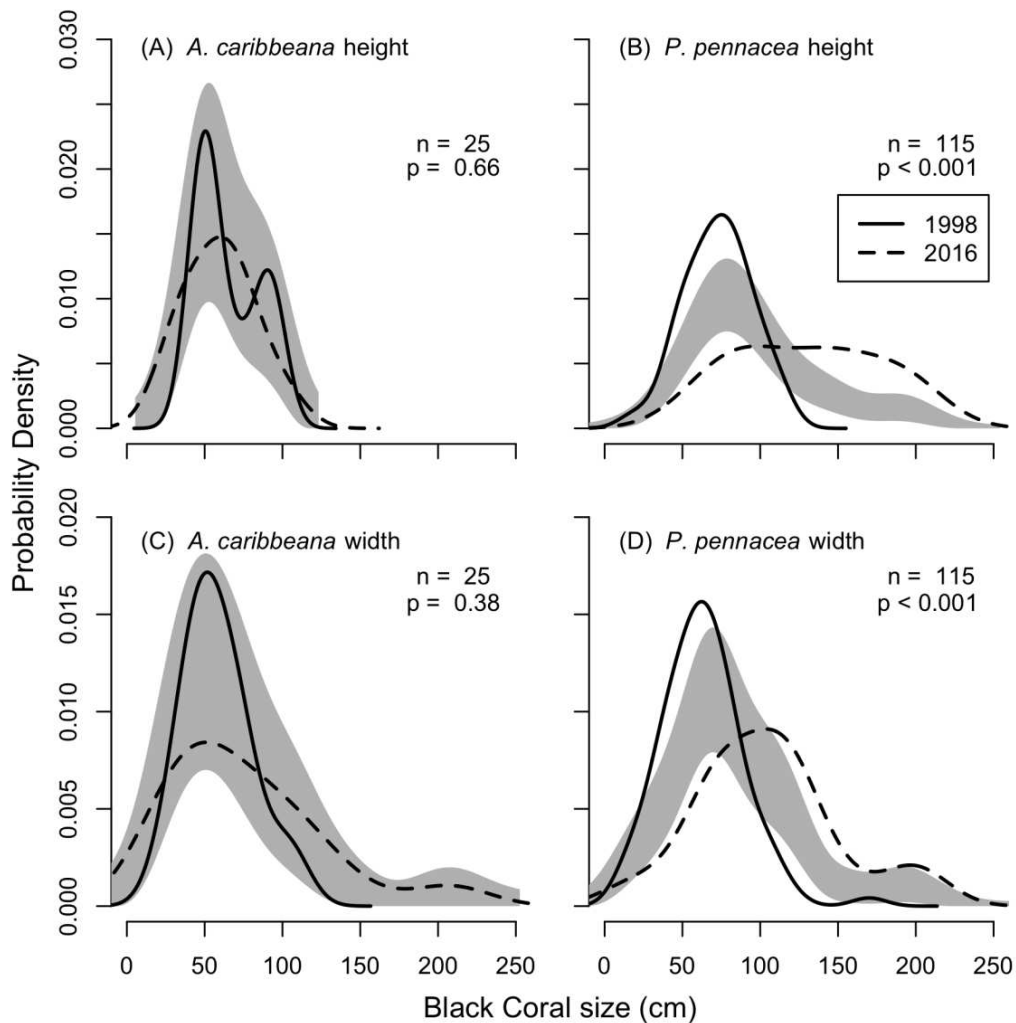 (A) A. caribbeana height
n = 25
p = 0.66
(B) P. pennacea height
n = 115
p < 0.001
1998
2016
0.030
0.020
0.010
0.000
Probability Density
(C) A. caribbeana width
n = 25
p = 0.38
(D) P. pennacea width
n = 115
p < 0.001
0.020
0.015
0.010
0.005
0.000
0 50 100 150 200 250
0 50 100 150 200 250
Black Coral size (cm)